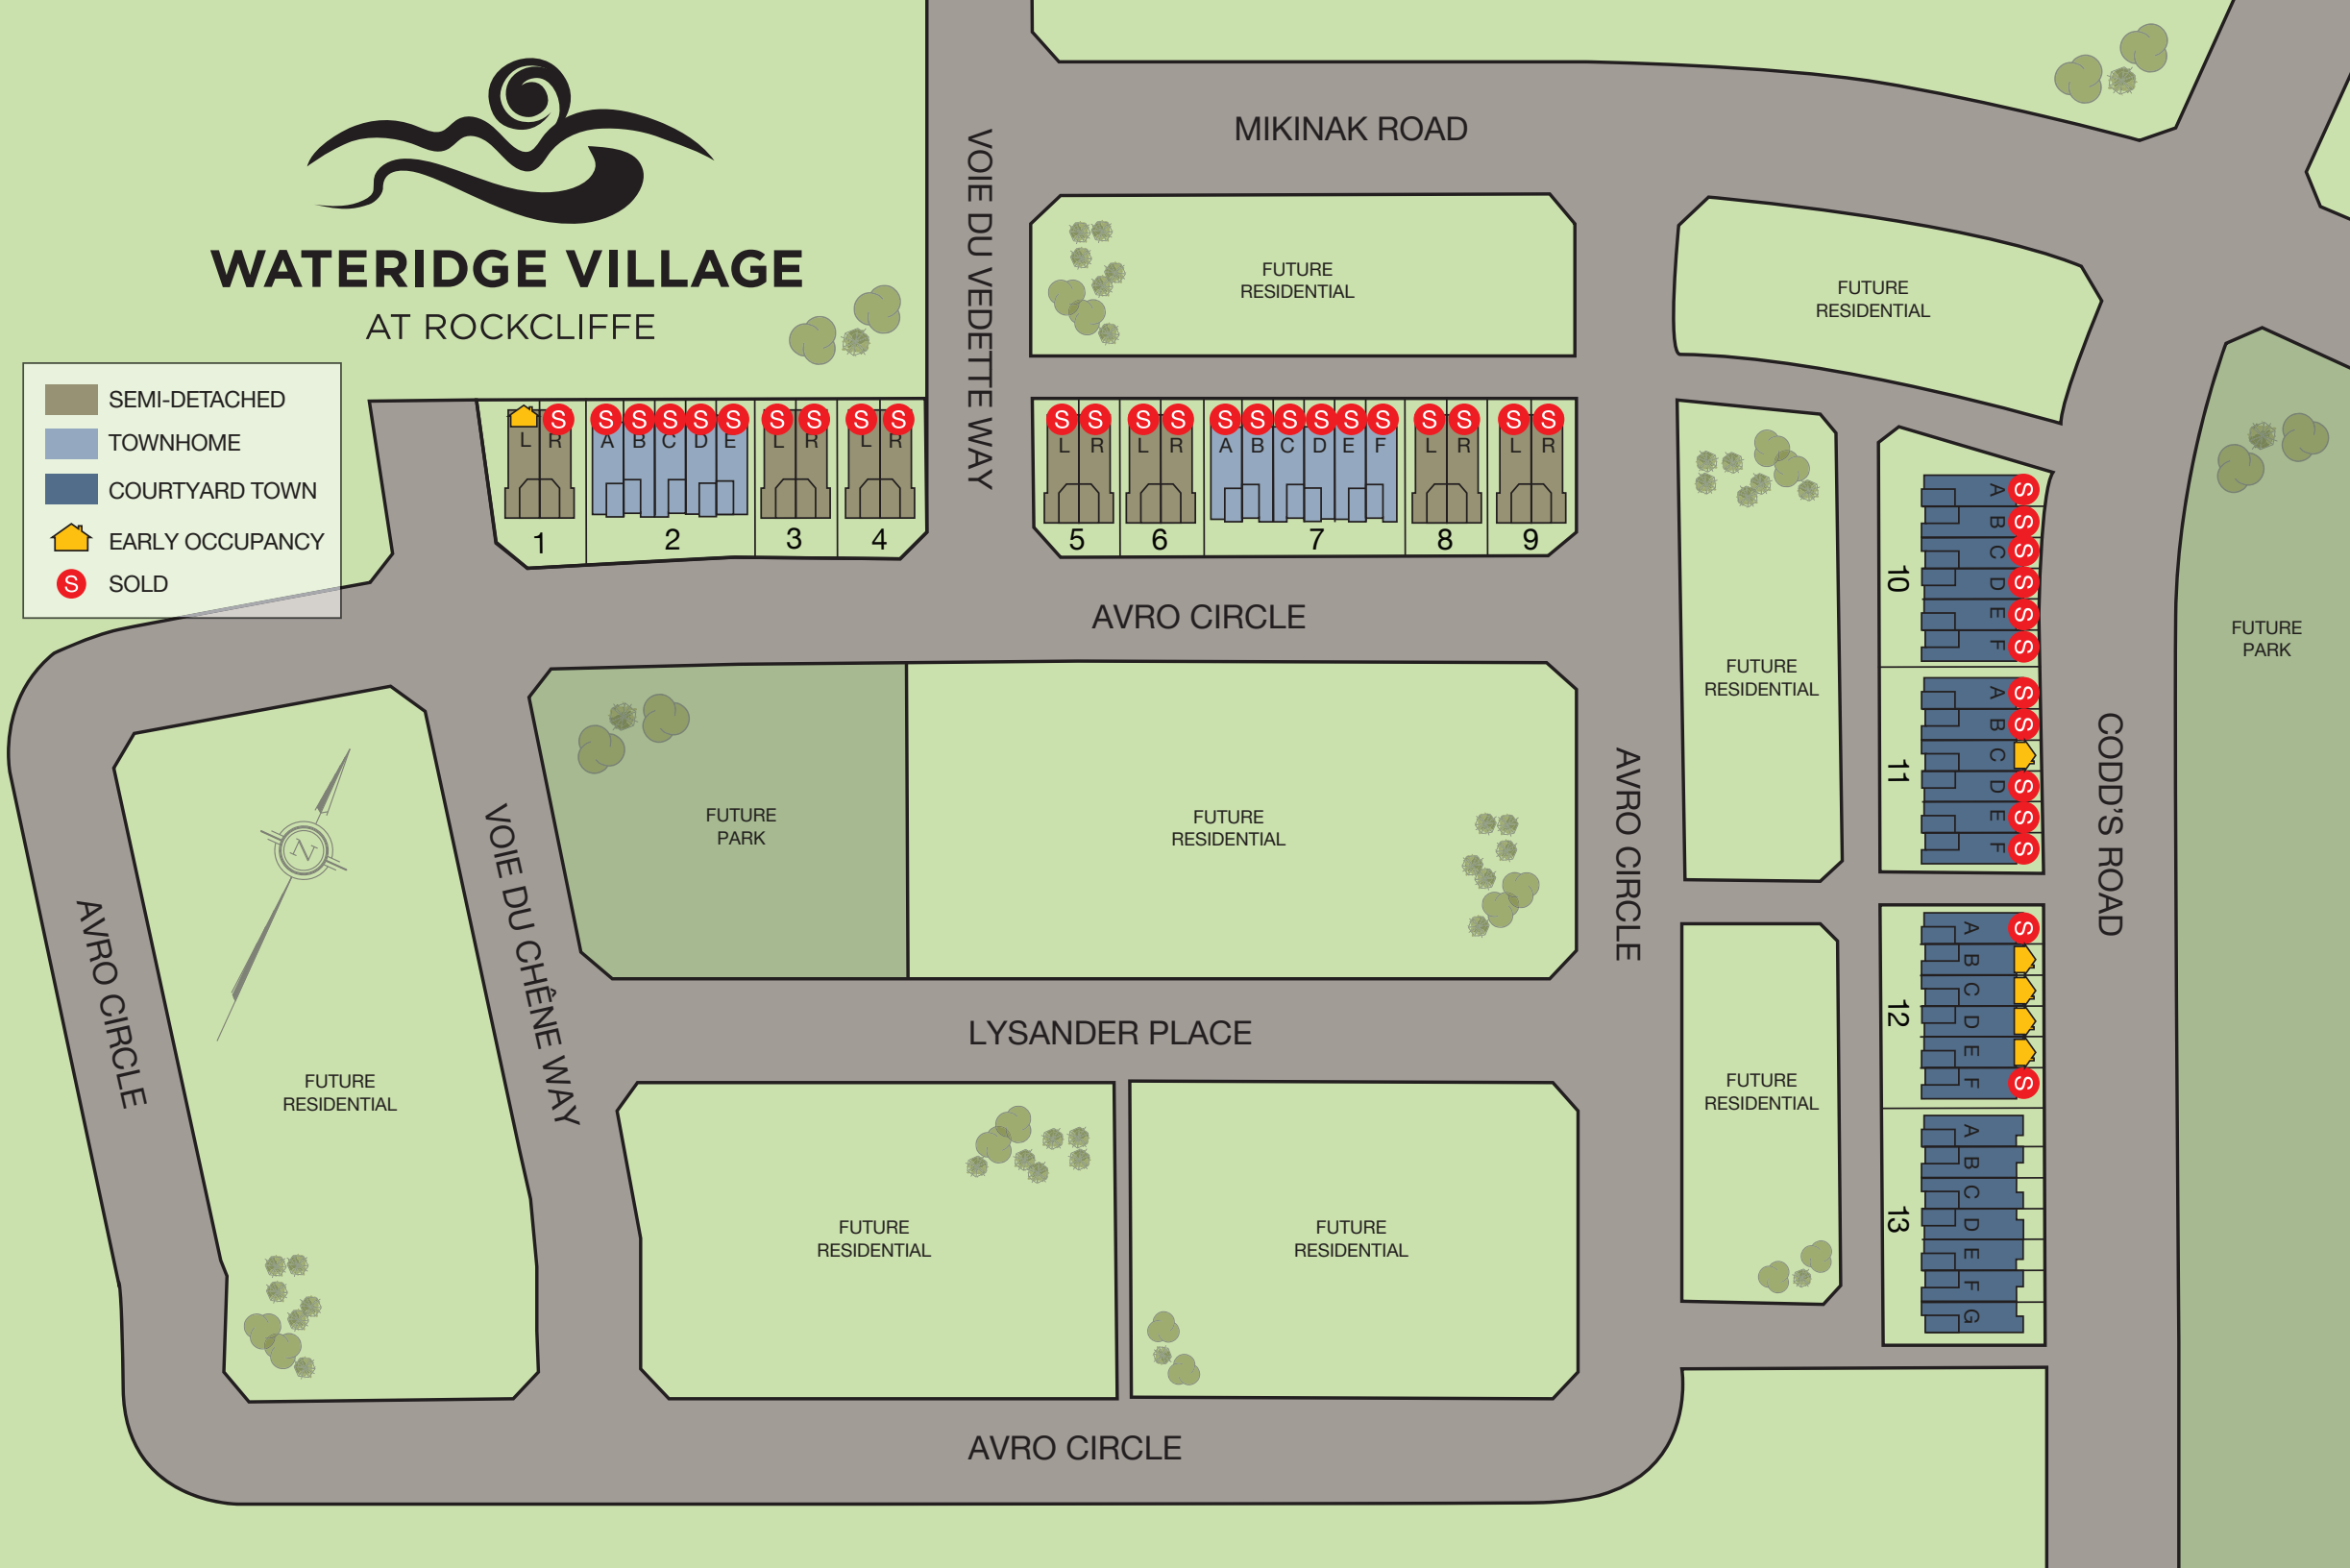 WATERIDGE VILLAGE
AT ROCKCLIFFE
SEMI-DETACHED
TOWNHOME
COURTYARD TOWN
EARLY OCCUPANCY
S SOLD
MIKINAK ROAD
VOIE DU VEDETTE WAY
FUTURE
RESIDENTIAL
FUTURE
RESIDENTIAL
S
L R
1
S S S S S
A B C D E
2
S S
L R
3
S S
L R
4
S S
L R
5
S S
L R
6
S S S S S S
A B C D E F
7
S S
L R
8
S S
L R
9
AVRO CIRCLE
FUTURE
RESIDENTIAL
10
A S
B S
C S
D S
E S
F S
11
A S
B S
C
D S
E S
F S
FUTURE
PARK
CODD'S ROAD
FUTURE
PARK
FUTURE
RESIDENTIAL
AVRO CIRCLE
VOIE DU CHÊNE WAY
AVRO CIRCLE
N
FUTURE
RESIDENTIAL
LYSANDER PLACE
FUTURE
RESIDENTIAL
FUTURE
RESIDENTIAL
FUTURE
RESIDENTIAL
12
A S
B
C
D
E
F S
13
A
B
C
D
E
F
G
AVRO CIRCLE